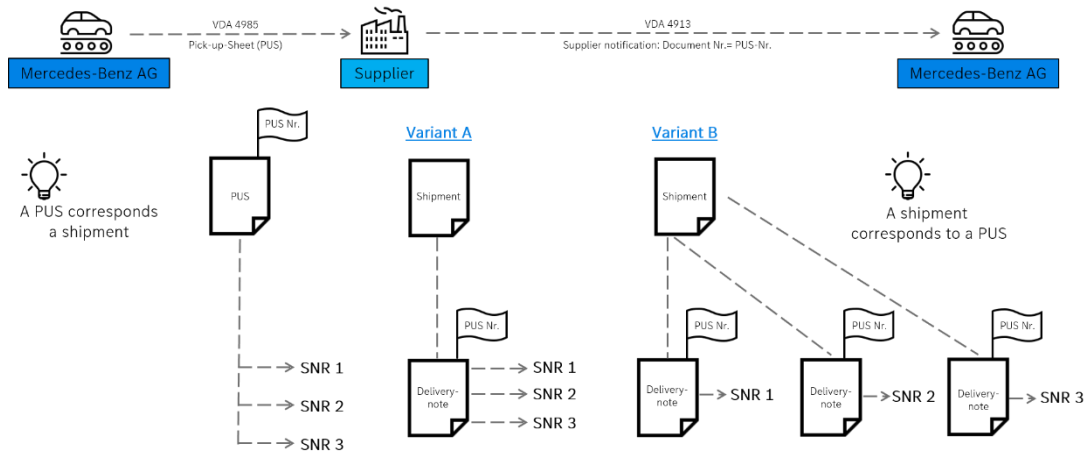 VDA 4985
VDA 4913
Pick-up-Sheet (PUS)
Supplier notification: Document Nr.= PUS-Nr.
Mercedes-Benz AG
Supplier
Mercedes-Benz AG
PUS Nr.
Variant A
Variant B
A PUS corresponds
a shipment
PUS
Shipment
Shipment
A shipment
corresponds to a PUS
PUS Nr.
PUS Nr.
PUS Nr.
PUS Nr.
SNR 1
SNR 2
SNR 3
Delivery-
note
SNR 1
SNR 2
SNR 3
Delivery-
note
SNR 1
Delivery-
note
SNR 2
Delivery-
note
SNR 3